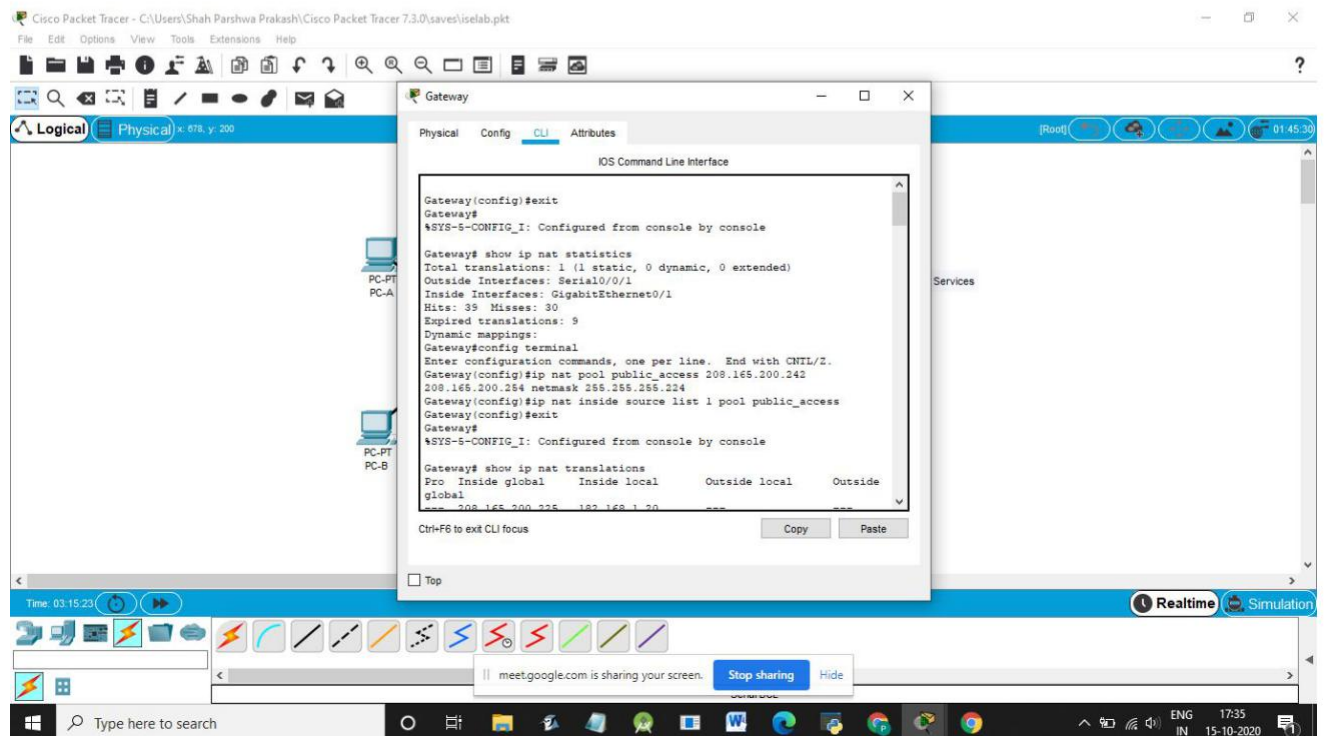 Cisco Packet Tracer - C:\Users\Shah Parshwa Prakash\Cisco Packet Tracer 7.3.0\saves\iselab.pkt
File Edit Options View Tools Extensions Help
?
Gateway
Logical Physical x: 678, y: 200
[Root] 01:45:30
Physical Config CLI Attributes
IOS Command Line Interface
Gateway(config)#exit
Gateway#
%SYS-5-CONFIG_I: Configured from console by console
Gateway# show ip nat statistics
Total translations: 1 (1 static, 0 dynamic, 0 extended)
Outside Interfaces: Serial0/0/1
Inside Interfaces: GigabitEthernet0/1
Hits: 39 Misses: 30
Expired translations: 9
Dynamic mappings:
Gateway#config terminal
Enter configuration commands, one per line. End with CNTL/Z.
Gateway(config)#ip nat pool public_access 208.165.200.242
208.165.200.254 netmask 255.255.255.224
Gateway(config)#ip nat inside source list 1 pool public_access
Gateway(config)#exit
Gateway#
%SYS-5-CONFIG_I: Configured from console by console
Gateway# show ip nat translations
Pro Inside global Inside local Outside local Outside
global
--- 208.165.200.225 182.168.1.20 --- ---
PC-PT
PC-A
Services
PC-PT
PC-B
Ctrl+F6 to exit CLI focus
Copy Paste
Top
Time: 03:15:23
Realtime Simulation
meet.google.com is sharing your screen. Stop sharing Hide
Type here to search
ENG
IN
17:35
15-10-2020